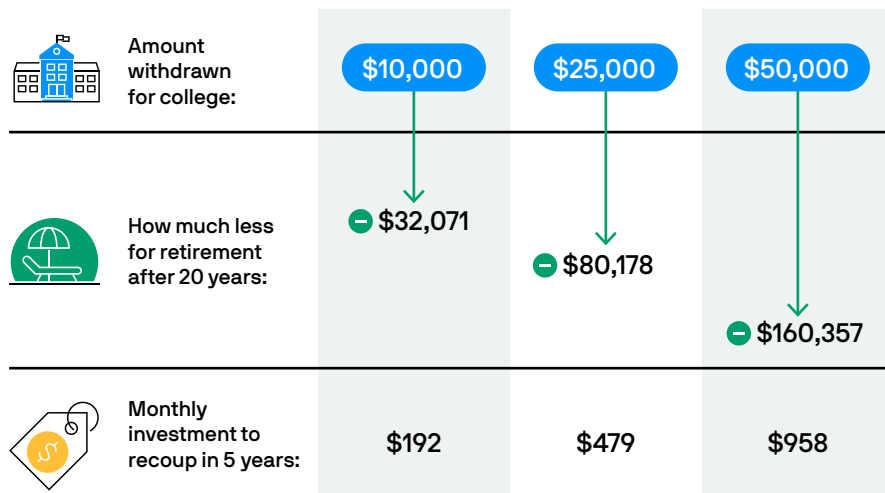 Amount
withdrawn
for college:
$10,000
$25,000
$50,000
How much less
for retirement
after 20 years:
$32,071
$80,178
$160,357
Monthly
investment to
recoup in 5 years:
$192
$479
$958